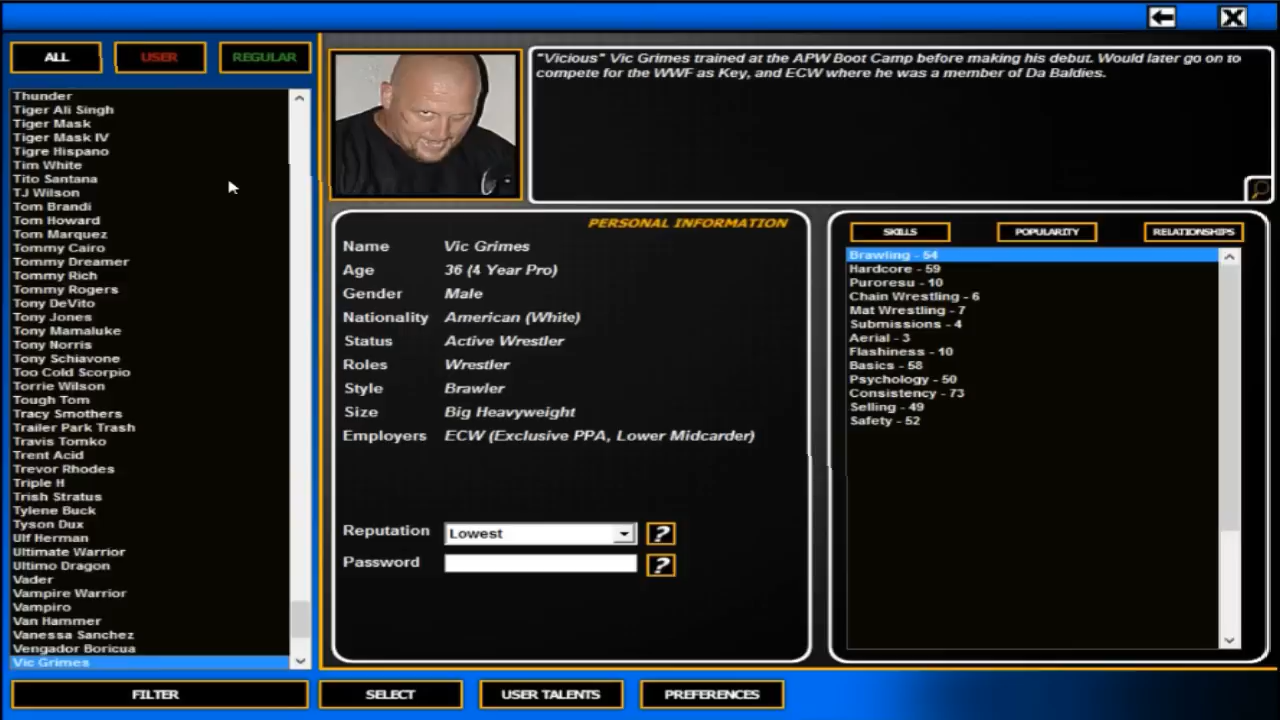 ALL
USER
REGULAR
Thunder
Tiger Ali Singh
Tiger Mask
Tiger Mask IV
Tigre Hispano
Tim White
Tito Santana
TJ Wilson
Tom Brandi
Tom Howard
Tom Marquez
Tommy Cairo
Tommy Dreamer
Tommy Rich
Tommy Rogers
Tony DeVito
Tony Jones
Tony Mamaluke
Tony Norris
Tony Schiavone
Too Cold Scorpio
Torrie Wilson
Tough Tom
Tracy Smothers
Trailer Park Trash
Travis Tomko
Trent Acid
Trevor Rhodes
Triple H
Trish Stratus
Tylene Buck
Tyson Dux
Ulf Herman
Ultimate Warrior
Ultimo Dragon
Vader
Vampire Warrior
Vampiro
Van Hammer
Vanessa Sanchez
Vengador Boricua
Vic Grimes
"Vicious" Vic Grimes trained at the APW Boot Camp before making his debut. Would later go on to
compete for the WWF as Key, and ECW where he was a member of Da Baldies.
PERSONAL INFORMATION
Name Vic Grimes
Age 36 (4 Year Pro)
Gender Male
Nationality American (White)
Status Active Wrestler
Roles Wrestler
Style Brawler
Size Big Heavyweight
Employers ECW (Exclusive PPA, Lower Midcarder)
Reputation Lowest ?
Password ?
SKILLS
POPULARITY
RELATIONSHIPS
Brawling - 54
Hardcore - 59
Puroresu - 10
Chain Wrestling - 6
Mat Wrestling - 7
Submissions - 4
Aerial - 3
Flashiness - 10
Basics - 58
Psychology - 50
Consistency - 73
Selling - 49
Safety - 52
FILTER
SELECT
USER TALENTS
PREFERENCES